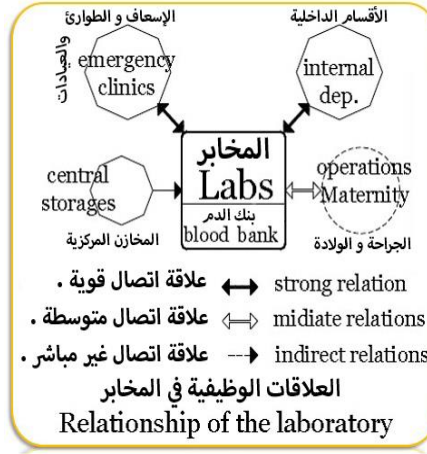 الإسعاف و الطوارئ
والعيادات
emergency
clinics
الأقسام الداخلية
internal
dep.
المخابر
Labs
بنك الدم
blood bank
central
storages
المخازن المركزية
operations
Maternity
الجراحة و الولادة
علاقة اتصال قوية . strong relation
علاقة اتصال متوسطة . midiate relations
علاقة اتصال غير مباشر . indirect relations
العلاقات الوظيفية في المخابر
Relationship of the laboratory